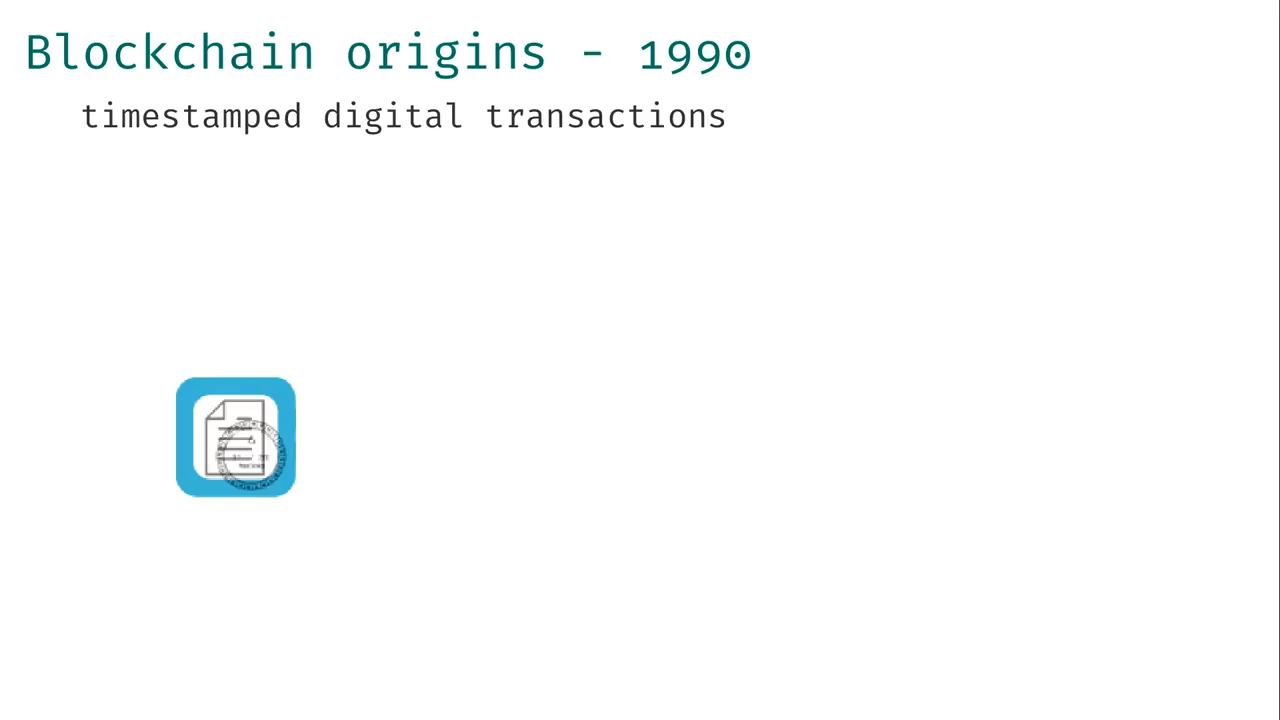 Blockchain origins - 1990
timestamped digital transactions